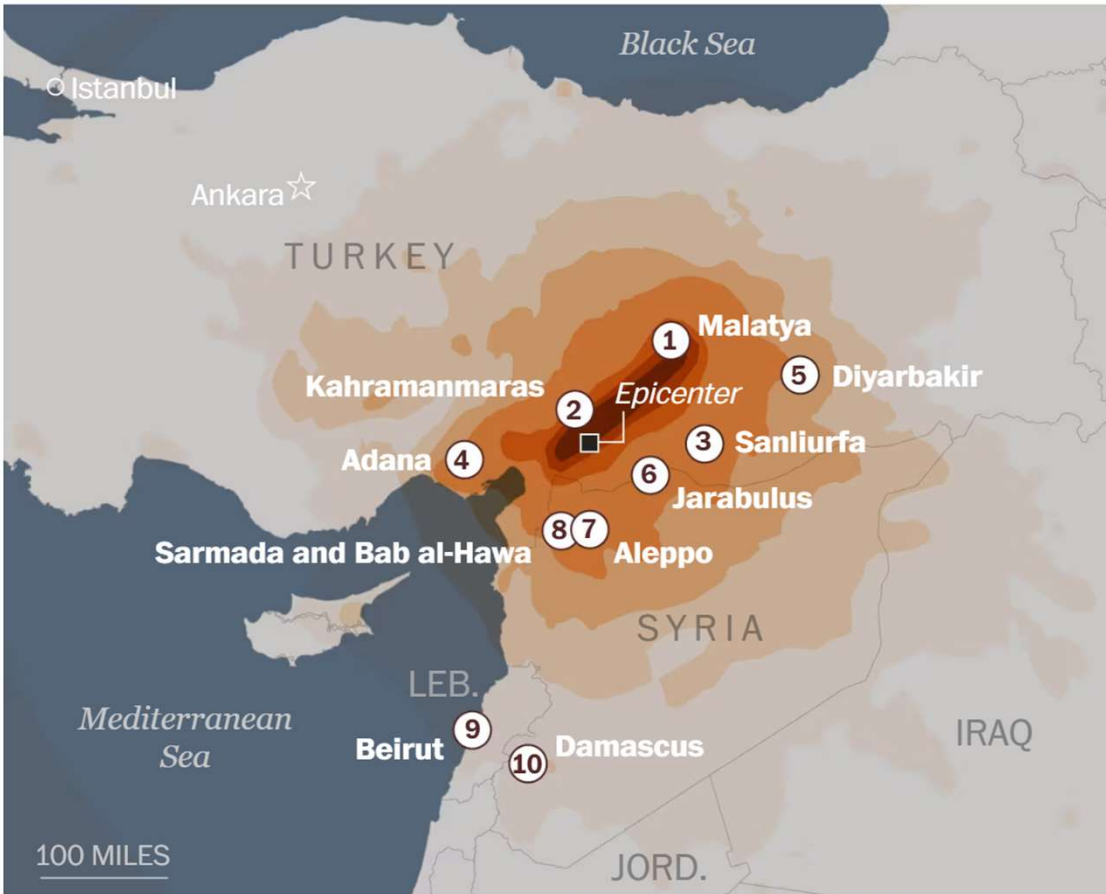 Black Sea
Istanbul
Ankara
TURKEY
1 Malatya
5 Diyarbakir
Kahramanmaras 2
Epicenter
3 Sanliurfa
Adana 4
6 Jarabulus
8 7
Sarmada and Bab al-Hawa
Aleppo
SYRIA
LEB.
Mediterranean
Sea
9
Beirut
IRAQ
10 Damascus
100 MILES
JORD.